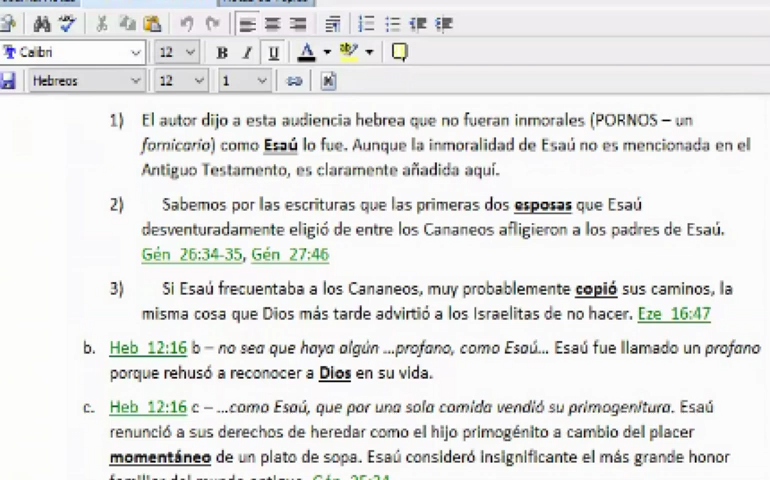 Calibri 12 B I U A
Hebreos 12 1
1) El autor dijo a esta audiencia hebrea que no fueran inmorales (PORNOS – un
fornicario) como Esaú lo fue. Aunque la inmoralidad de Esaú no es mencionada en el
Antiguo Testamento, es claramente añadida aquí.
2) Sabemos por las escrituras que las primeras dos esposas que Esaú
desventuradamente eligió de entre los Cananeos afligieron a los padres de Esaú.
Gén 26:34-35, Gén 27:46
3) Si Esaú frecuentaba a los Cananeos, muy probablemente copió sus caminos, la
misma cosa que Dios más tarde advirtió a los Israelitas de no hacer. Eze 16:47
b. Heb 12:16 b – no sea que haya algún ...profano, como Esaú... Esaú fue llamado un profano
porque rehusó a reconocer a Dios en su vida.
c. Heb 12:16 c – ...como Esaú, que por una sola comida vendió su primogenitura. Esaú
renunció a sus derechos de heredar como el hijo primogénito a cambio del placer
momentáneo de un plato de sopa. Esaú consideró insignificante el más grande honor
familiar del mundo antiguo. Gén 25:34